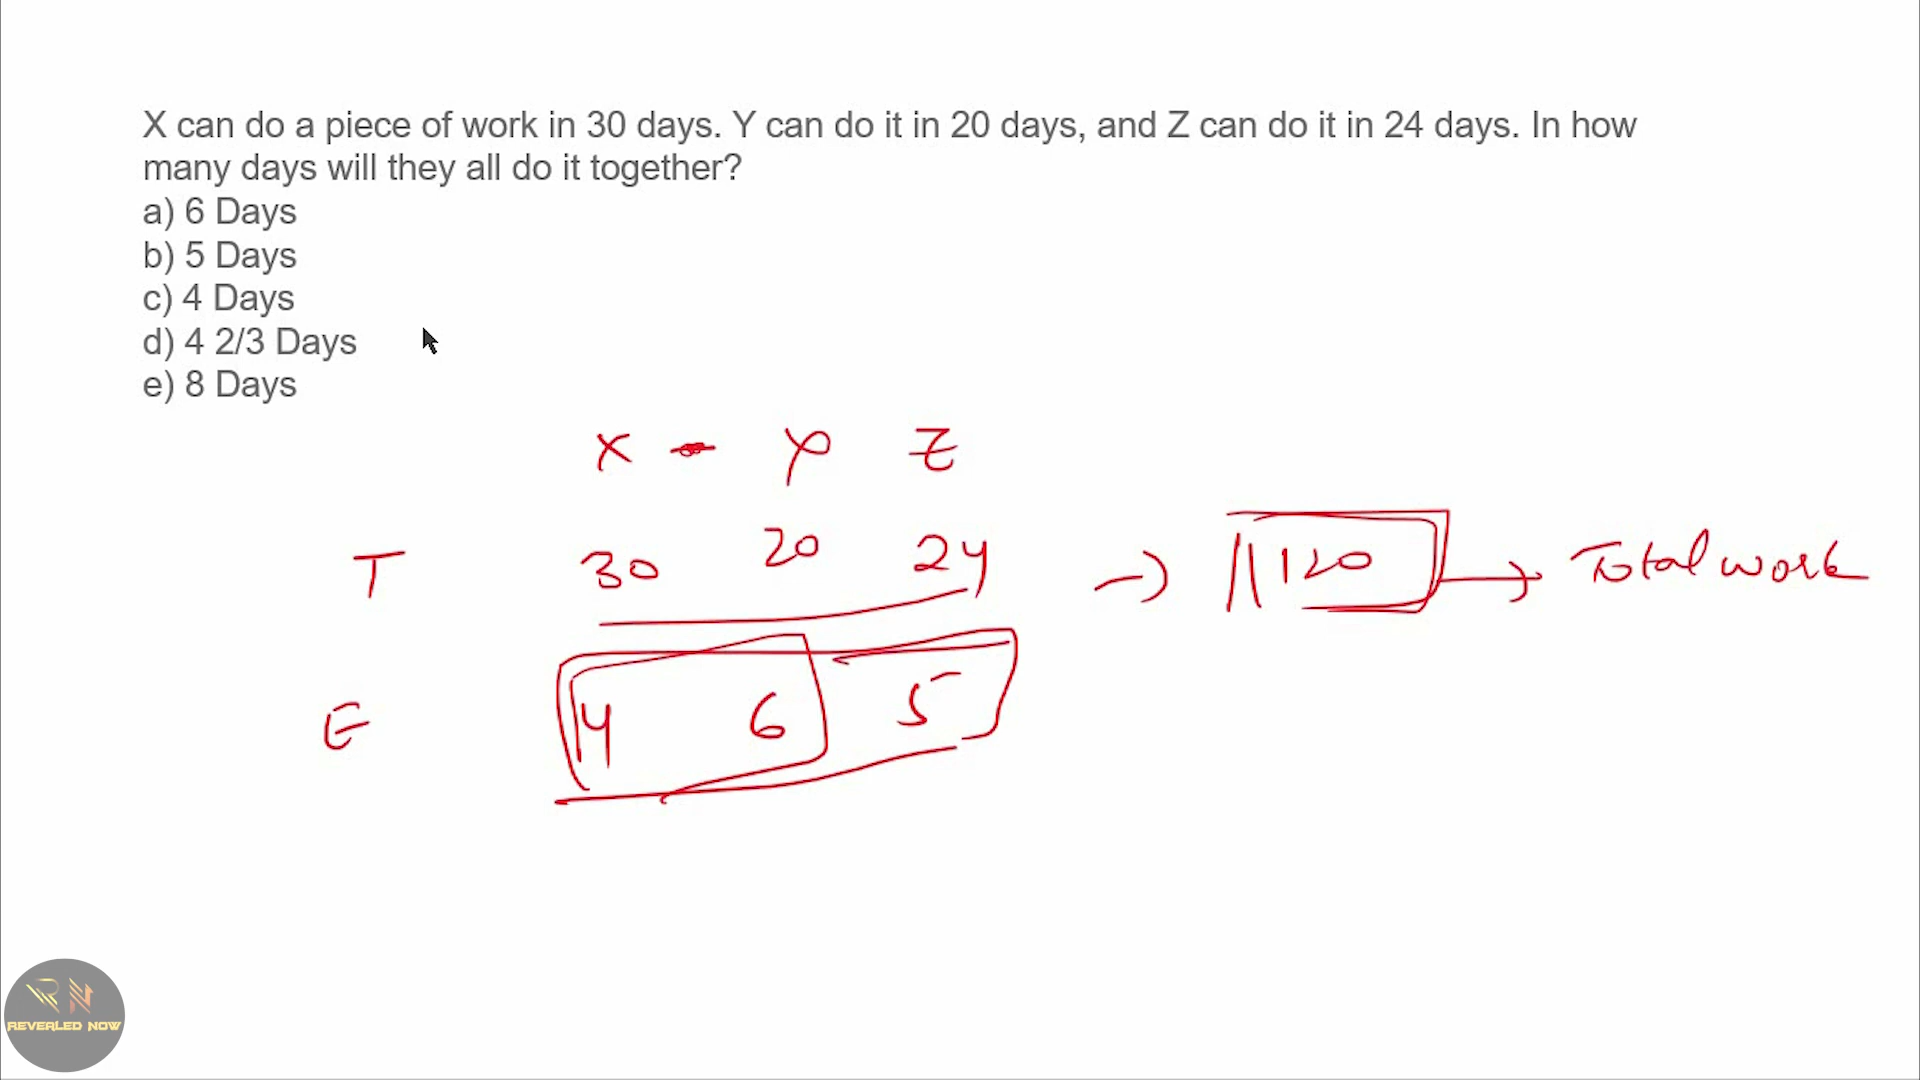 X can do a piece of work in 30 days. Y can do it in 20 days, and Z can do it in 24 days. In how
many days will they all do it together?
a) 6 Days
b) 5 Days
c) 4 Days
d) 4 2/3 Days
e) 8 Days
X - Y Z
T 30 20 24 → 120 → Total work
E 4 6 5
RN
REVERLED NOW